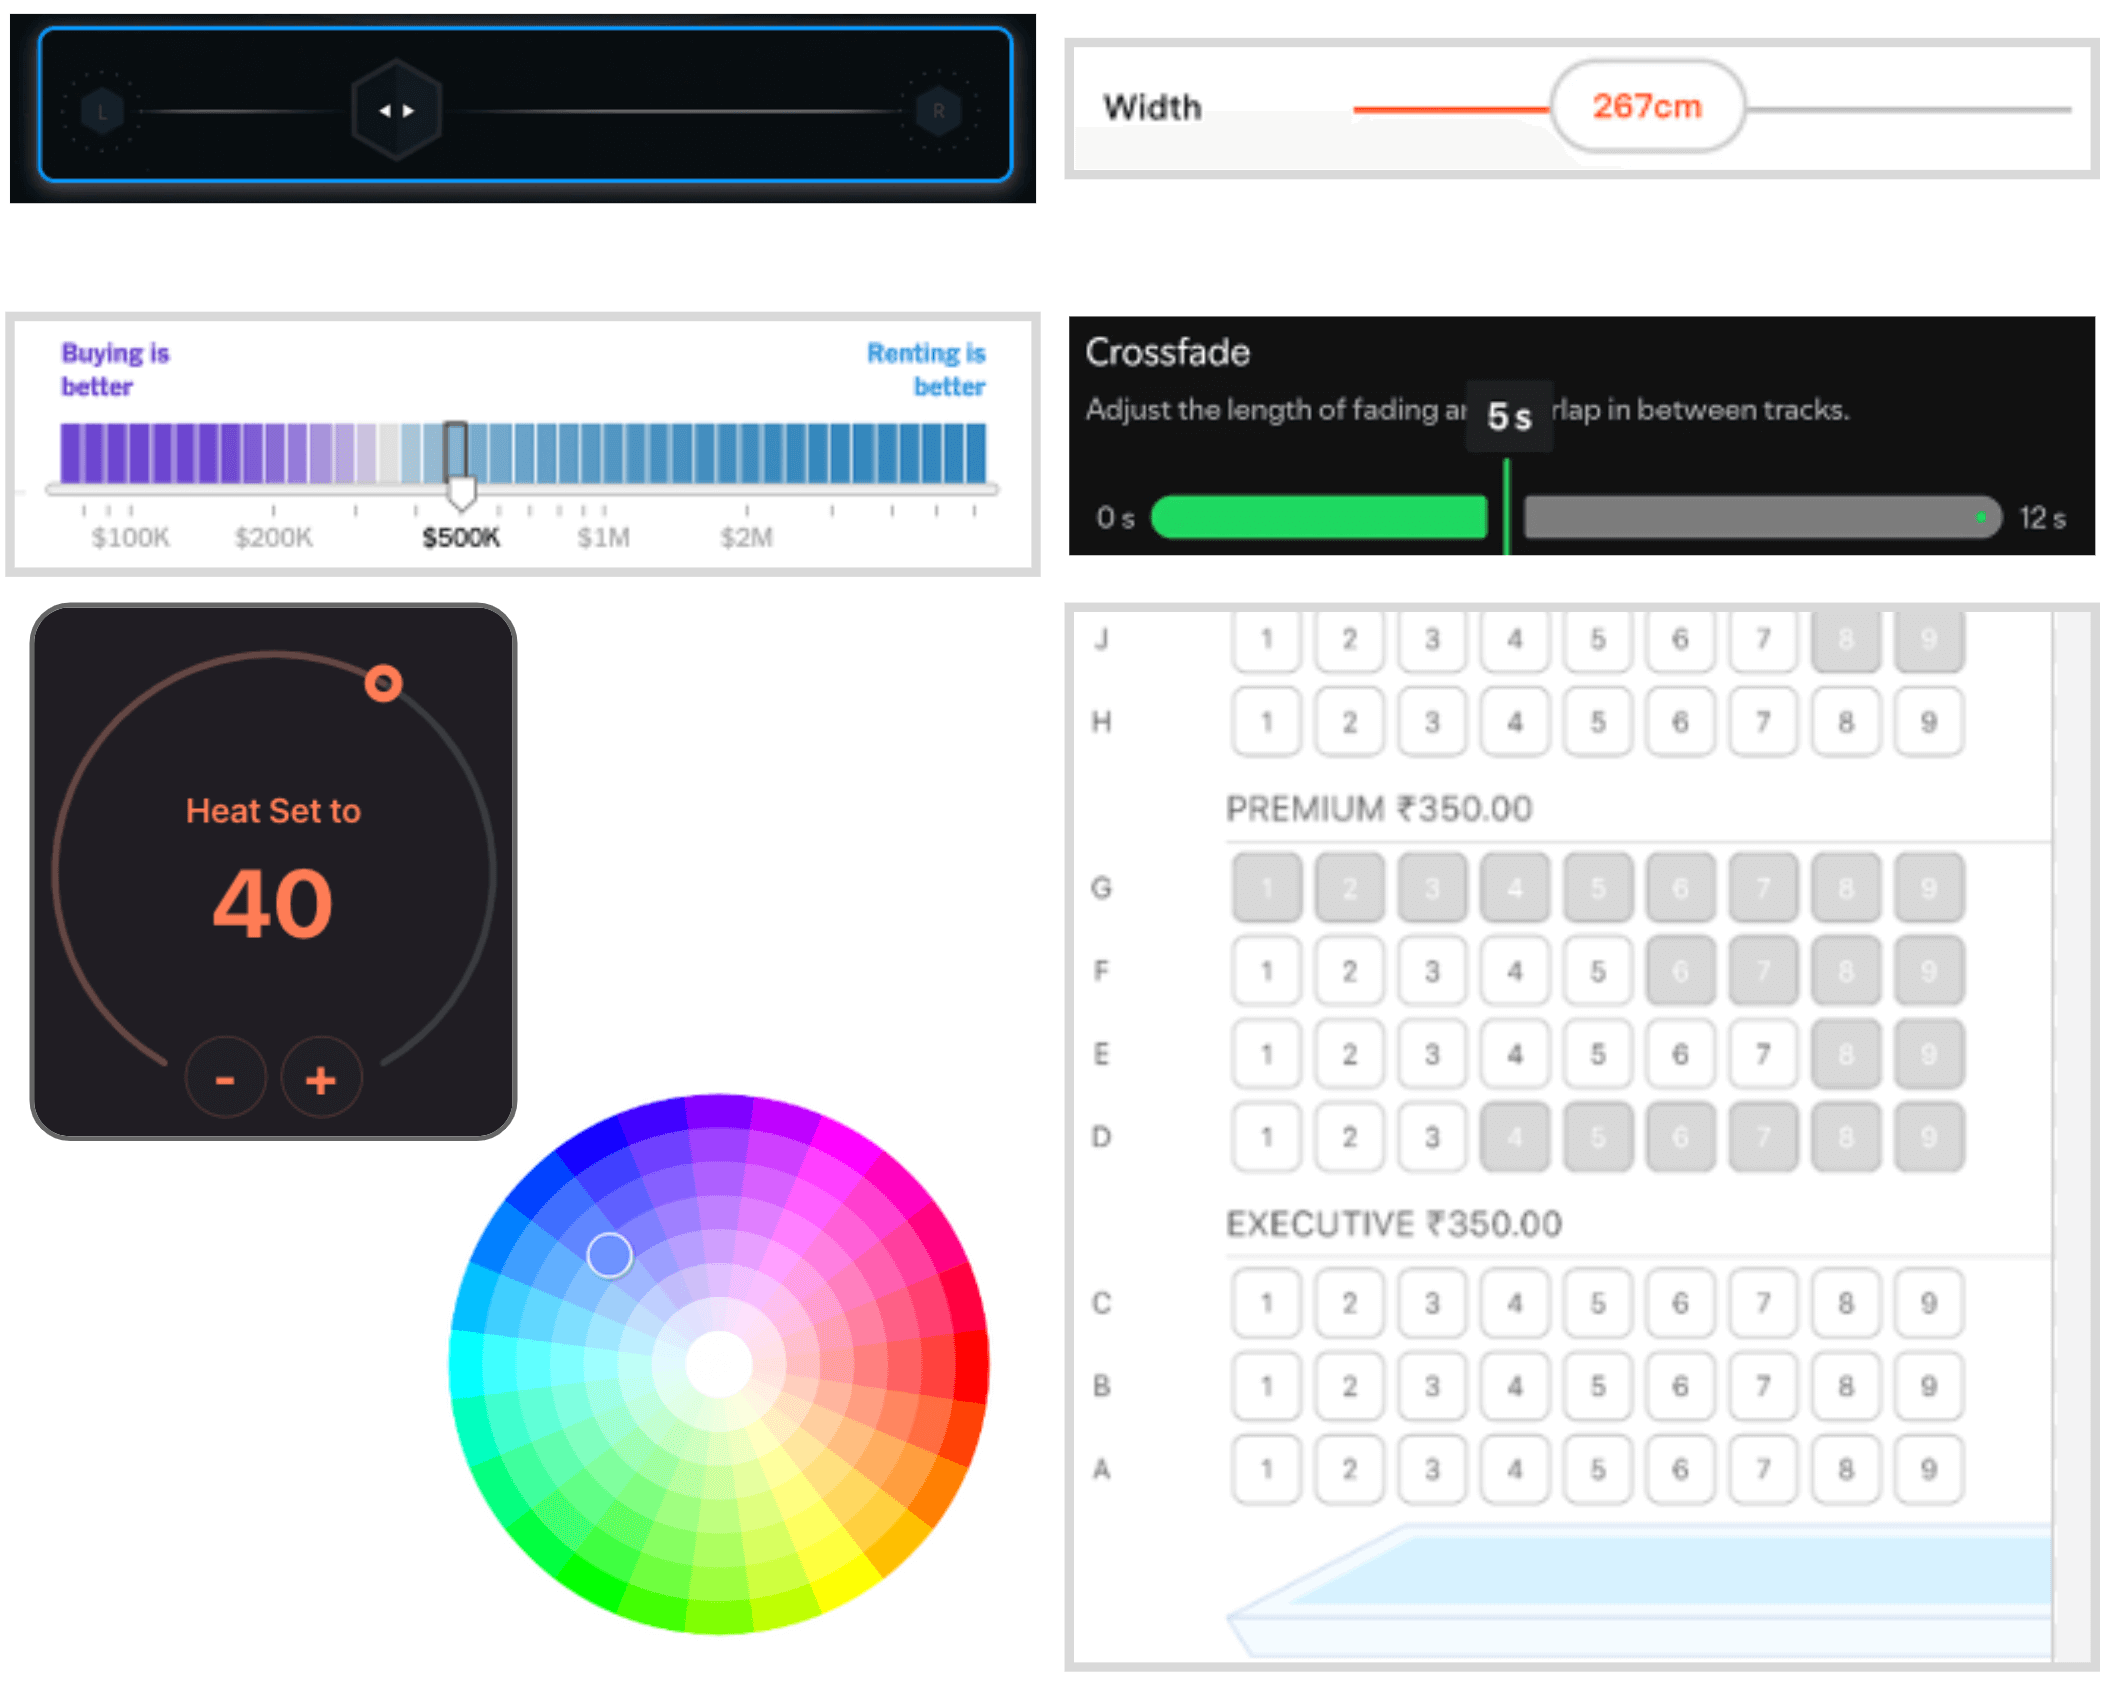 L R
Width 267cm
Buying is
better
Renting is
better
$100K $200K $500K $1M $2M
Crossfade
Adjust the length of fading ar 5 s rlap in between tracks.
0 s 12 s
Heat Set to
40
- +
J 1 2 3 4 5 6 7 8 9
H 1 2 3 4 5 6 7 8 9
PREMIUM ₹350.00
G 1 2 3 4 5 6 7 8 9
F 1 2 3 4 5 6 7 8 9
E 1 2 3 4 5 6 7 8 9
D 1 2 3 4 5 6 7 8 9
EXECUTIVE ₹350.00
C 1 2 3 4 5 6 7 8 9
B 1 2 3 4 5 6 7 8 9
A 1 2 3 4 5 6 7 8 9